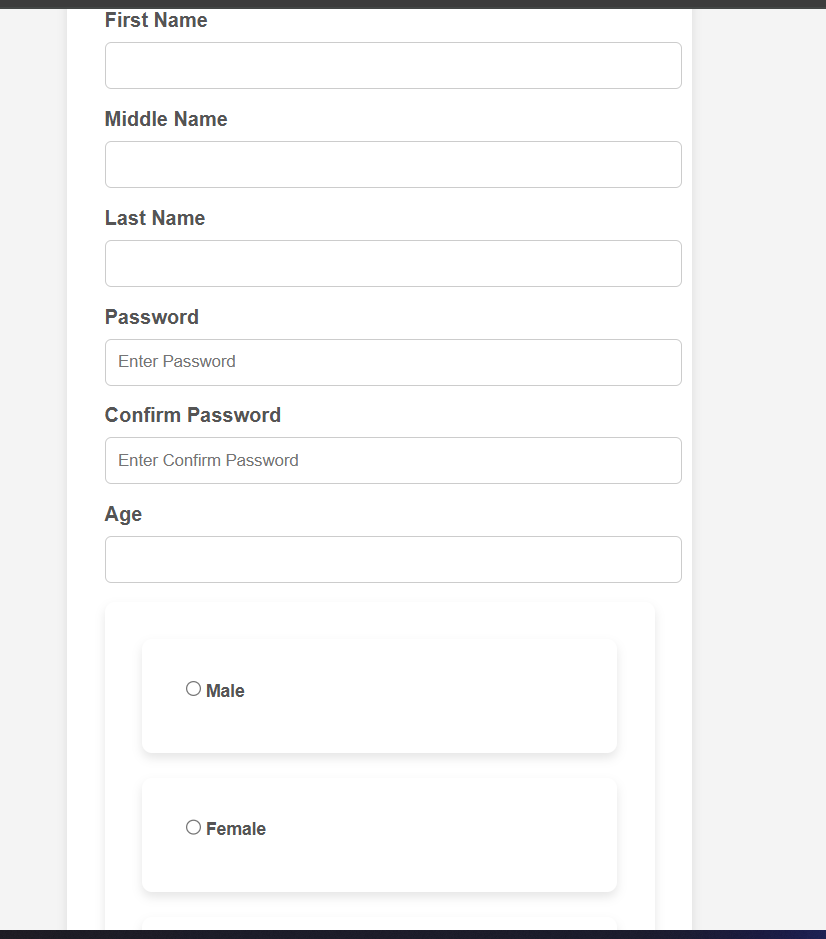 First Name
Middle Name
Last Name
Password
Enter Password
Confirm Password
Enter Confirm Password
Age
Male
Female